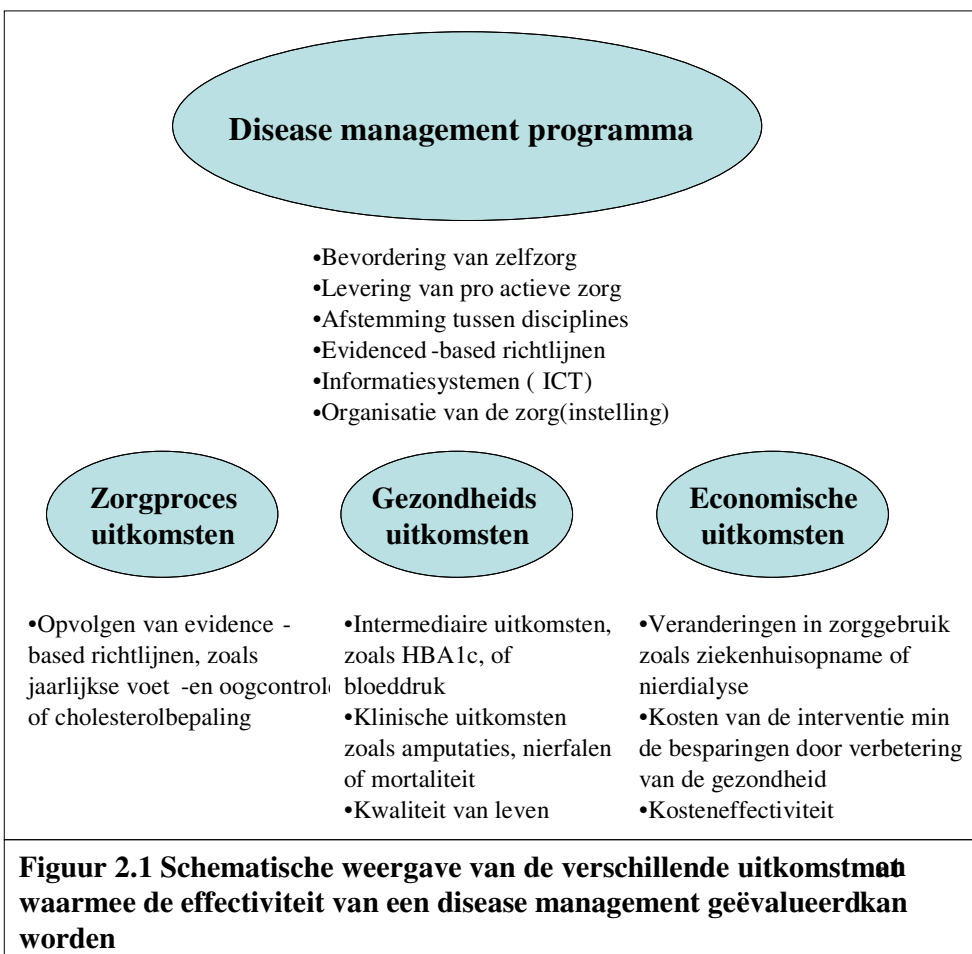 Disease management programma
•Bevordering van zelfzorg
•Levering van pro actieve zorg
•Afstemming tussen disciplines
•Evidenced -based richtlijnen
•Informatiesystemen ( ICT)
•Organisatie van de zorg(instelling)
Zorgproces
uitkomsten
•Opvolgen van evidence -
based richtlijnen, zoals
jaarlijkse voet -en oogcontrole
of cholesterolbepaling
Gezondheids
uitkomsten
•Intermediaire uitkomsten,
zoals HBA1c, of
bloeddruk
•Klinische uitkomsten
zoals amputaties, nierfalen
of mortaliteit
•Kwaliteit van leven
Economische
uitkomsten
•Veranderingen in zorggebruik
zoals ziekenhuisopname of
nierdialyse
•Kosten van de interventie min
de besparingen door verbetering
van de gezondheid
•Kosteneffectiviteit
Figuur 2.1 Schematische weergave van de verschillende
waarmee de effectiviteit van een disease management geëvalueerdkan
worden